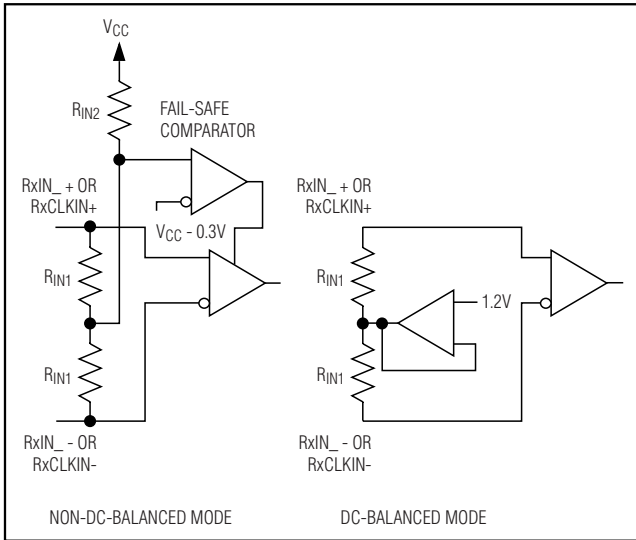 VCC
RIN2
FAIL-SAFE
COMPARATOR
RxIN_ + OR
RxCLKIN+
VCC - 0.3V
RIN1
RIN1
RxIN_ - OR
RxCLKIN-
NON-DC-BALANCED MODE
RxIN_ + OR
RxCLKIN+
RIN1
1.2V
RIN1
RxIN_ - OR
RxCLKIN-
DC-BALANCED MODE